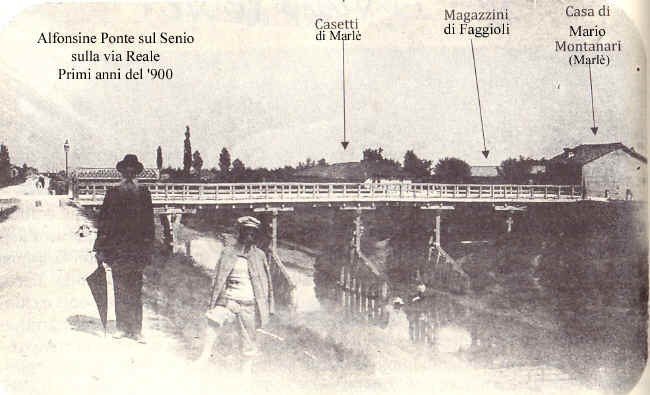 Alfonsine Ponte sul Senio
sulla via Reale
Primi anni del '900
Casetti
di Marlè
Magazzini
di Faggioli
Casa di
Mario
Montanari
(Marlè)